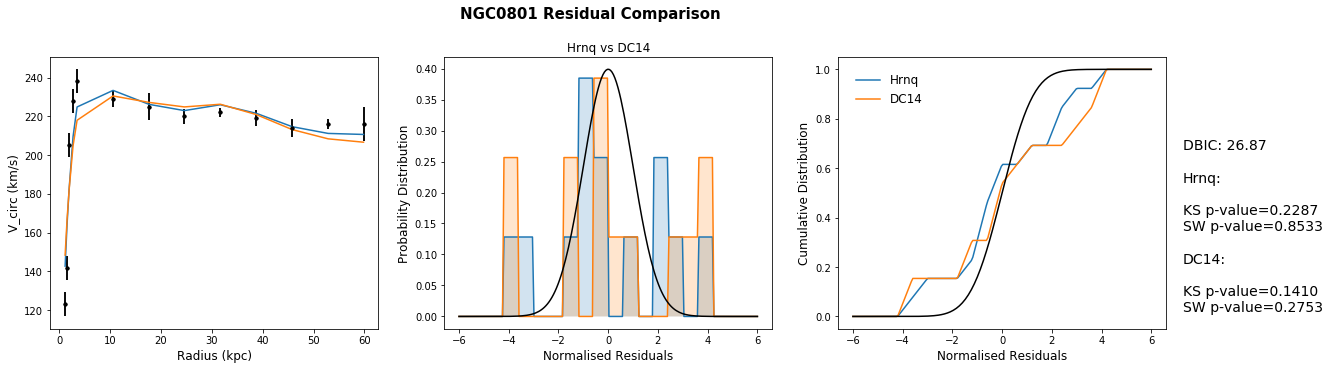 NGC0801 Residual Comparison
V_circ (km/s)
240
220
200
180
160
140
120
0 10 20 30 40 50 60
Radius (kpc)
Hrnq vs DC14
Probability Distribution
0.40
0.35
0.30
0.25
0.20
0.15
0.10
0.05
0.00
−6 −4 −2 0 2 4 6
Normalised Residuals
Cumulative Distribution
1.0
0.8
0.6
0.4
0.2
0.0
−6 −4 −2 0 2 4 6
Normalised Residuals
Hrnq
DC14
DBIC: 26.87
Hrnq:
KS p-value=0.2287
SW p-value=0.8533
DC14:
KS p-value=0.1410
SW p-value=0.2753